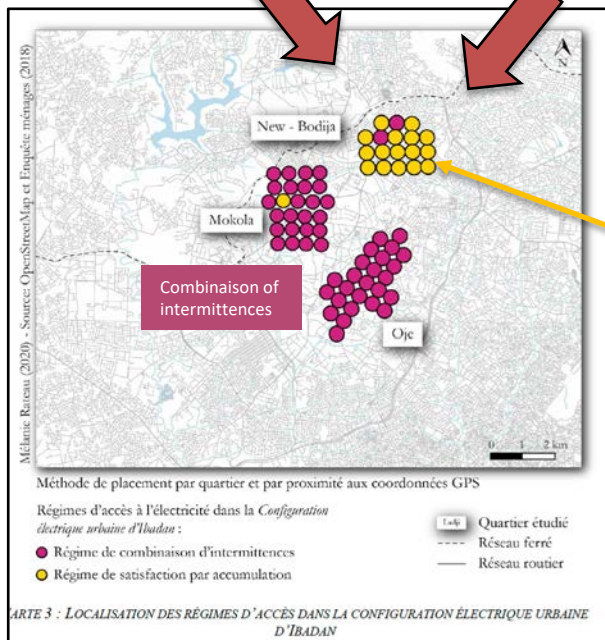 Mélanie Rateau (2020) - Source: OpenStreetMap et Enquête ménages (2018)
N
New - Bodija
Mokola
Combinaison of
intermittences
Oje
0 1 2 km
Méthode de placement par quartier et par proximité aux coordonnées GPS
Régimes d'accès à l'électricité dans la Configuration
électrique urbaine d'Ibadan :
Régime de combinaison d'intermittences
Régime de satisfaction par accumulation
Ladji Quartier étudié
Réseau ferré
Réseau routier
ARTE 3 : LOCALISATION DES RÉGIMES D'ACCÈS DANS LA CONFIGURATION ÉLECTRIQUE URBAINE
D'IBADAN